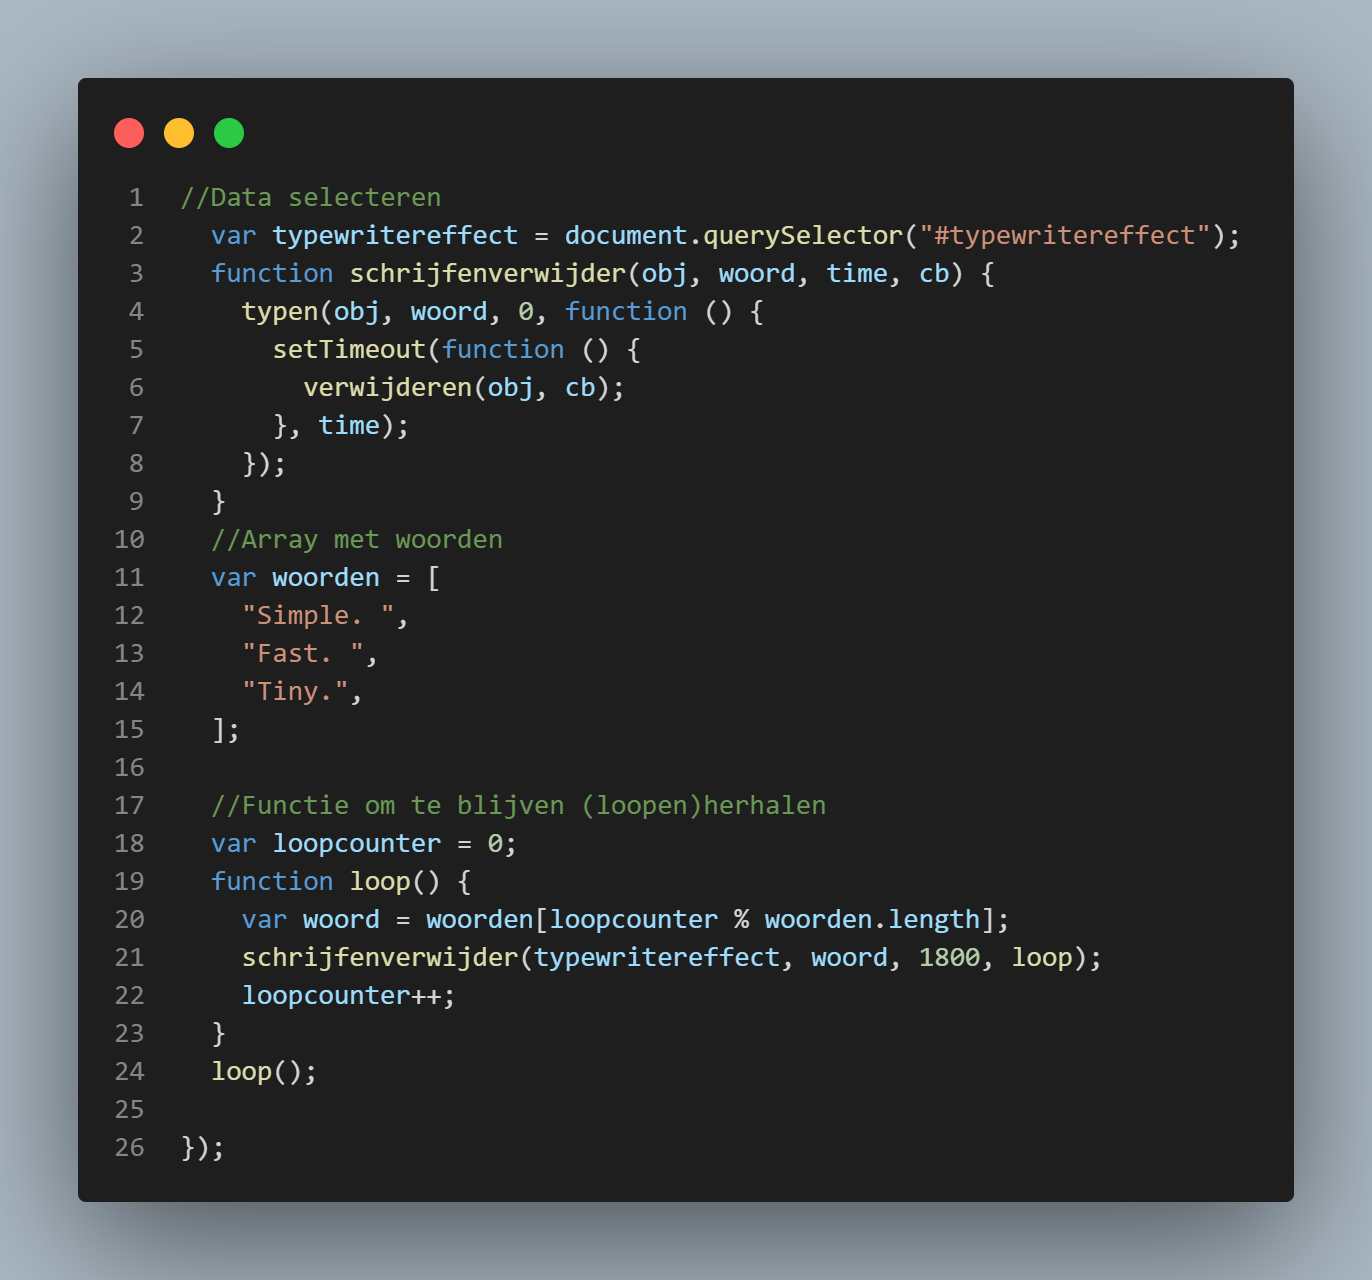 1 //Data selecteren
2   var typewritereffect = document.querySelector("#typewritereffect");
3   function schrijfenverwijder(obj, woord, time, cb) {
4     typen(obj, woord, 0, function () {
5       setTimeout(function () {
6         verwijderen(obj, cb);
7       }, time);
8     });
9   }
10   //Array met woorden
11   var woorden = [
12     "Simple. ",
13     "Fast. ",
14     "Tiny.",
15   ];
16
17   //Functie om te blijven (loopen)herhalen
18   var loopcounter = 0;
19   function loop() {
20     var woord = woorden[loopcounter % woorden.length];
21     schrijfenverwijder(typewritereffect, woord, 1800, loop);
22     loopcounter++;
23   }
24   loop();
25
26 });